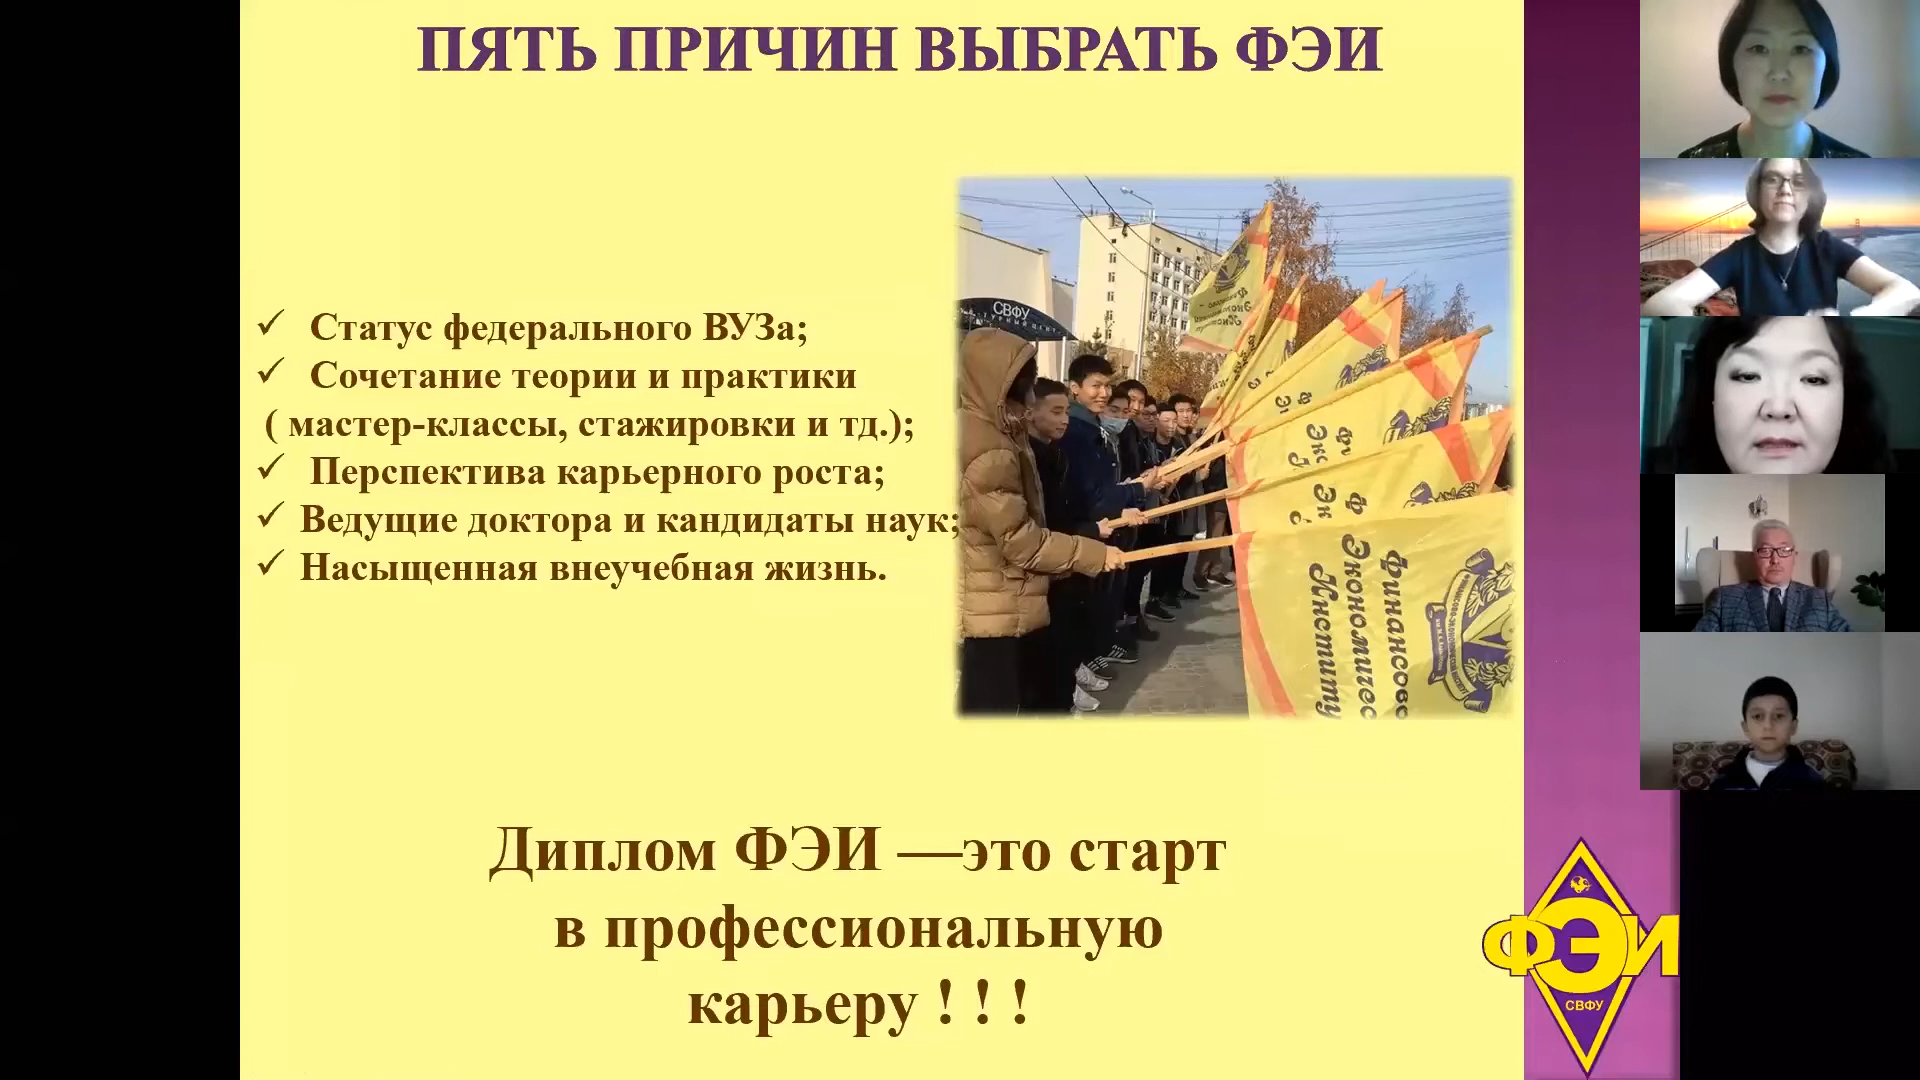 ПЯТЬ ПРИЧИН ВЫБРАТЬ ФЭИ
✓ Статус федерального ВУЗа;
✓ Сочетание теории и практики
( мастер-классы, стажировки и тд.);
✓ Перспектива карьерного роста;
✓ Ведущие доктора и кандидаты наук;
✓ Насыщенная внеучебная жизнь.
СВФУ
Финансово
Экономичес
Институ
Диплом ФЭИ —это старт
в профессиональную
карьеру ! ! !
ФЭИ
СВФУ